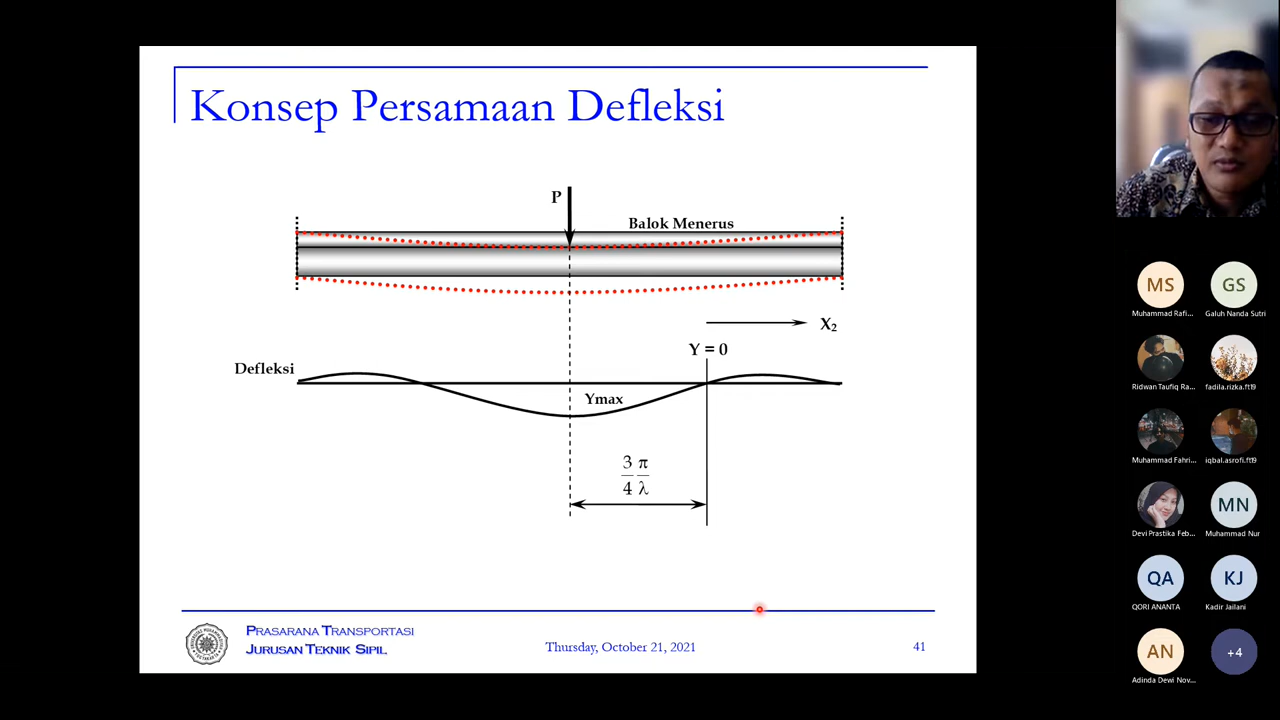 Konsep Persamaan Defleksi
P
Balok Menerus
X₂
Y = 0
Defleksi
Ymax
3 π
4 λ
PRASARANA TRANSPORTASI
JURUSAN TEKNIK SIPIL
Thursday, October 21, 2021
41
MS
GS
Muhammad Rafi...
Galuh Nanda Sutri
Ridwan Taufiq Ra...
fadila.rizka.ft19
Muhammad Fahri...
iqbal.asrofi.ft19
MN
Devi Prastika Feb...
Muhammad Nur
QA
KJ
QORI ANANTA
Kadir Jailani
AN
+4
Adinda Dewi Nov...